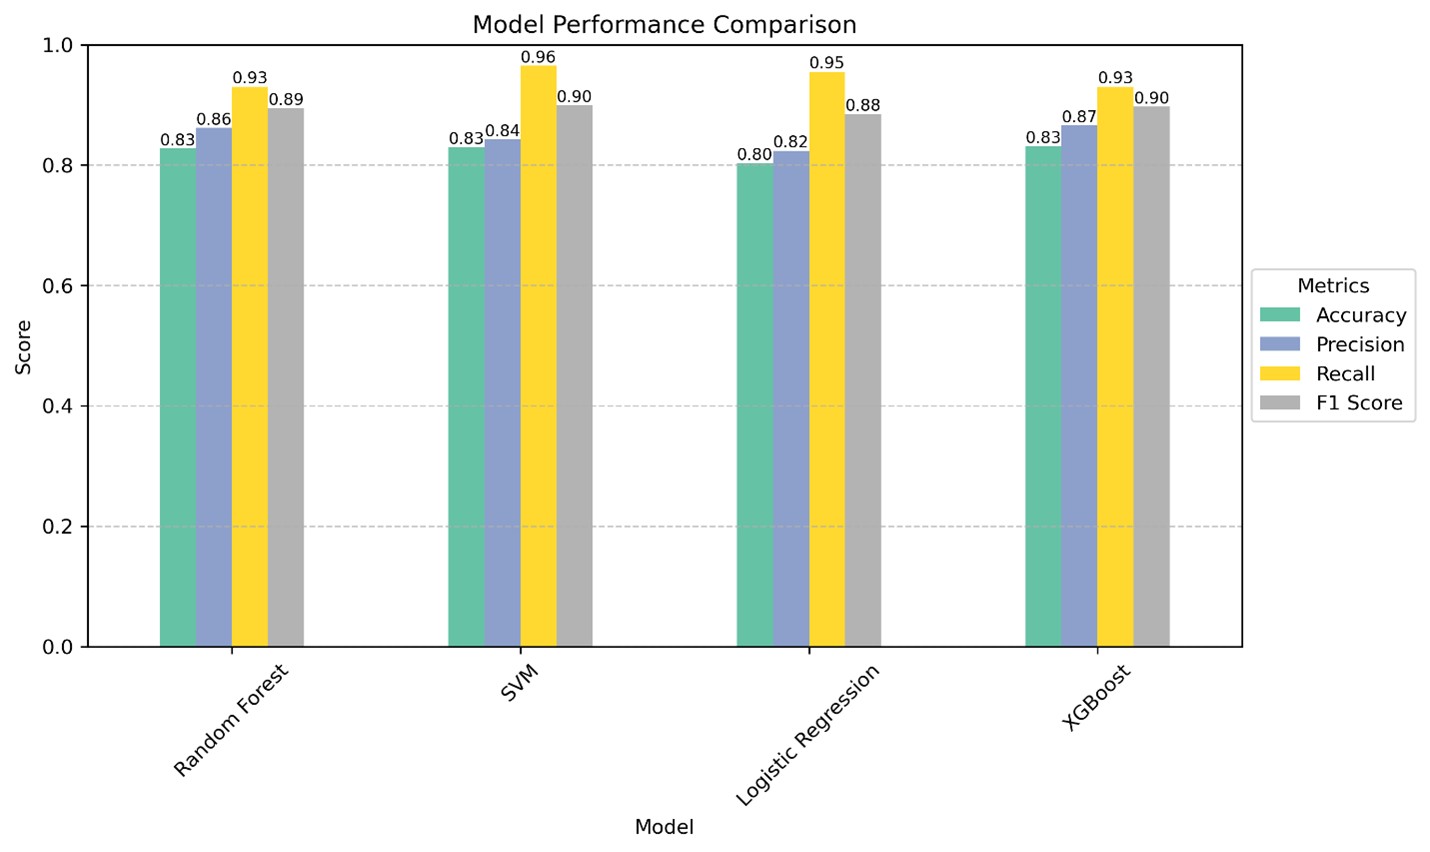 Model Performance Comparison
1.0
0.8
0.6
0.4
0.2
0.0
Score
0.83 0.86 0.93 0.89
0.83 0.84 0.96 0.90
0.80 0.82 0.95 0.88
0.83 0.87 0.93 0.90
Random Forest
SVM
Logistic Regression
XGBoost
Model
Metrics
Accuracy
Precision
Recall
F1 Score